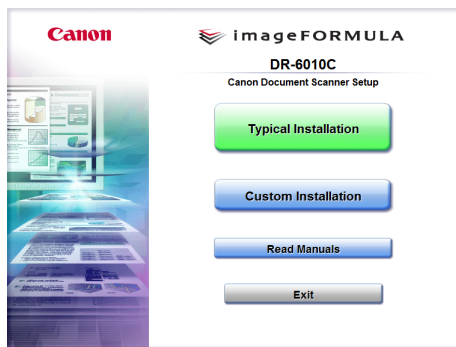 Canon
imageFORMULA
DR-6010C
Canon Document Scanner Setup
Typical Installation
Custom Installation
Read Manuals
Exit